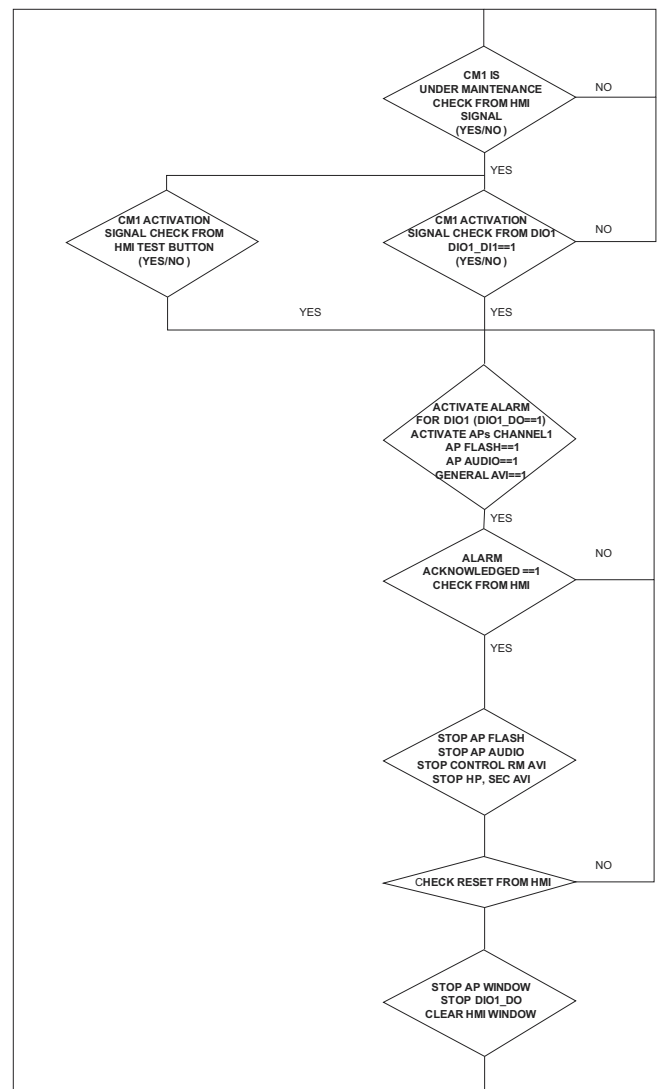 CM1 IS
UNDER MAINTENANCE
CHECK FROM HMI
SIGNAL
(YES/NO )
NO
YES
CM1 ACTIVATION
SIGNAL CHECK FROM
HMI TEST BUTTON
(YES/NO )
CM1 ACTIVATION
SIGNAL CHECK FROM DIO1
DIO1_DI1==1
(YES/NO )
NO
YES
YES
ACTIVATE ALARM
FOR DIO1 (DIO1_DO==1)
ACTIVATE APs CHANNEL1
AP FLASH==1
AP AUDIO==1
GENERAL AVI==1
YES
ALARM
ACKNOWLEDGED ==1
CHECK FROM HMI
NO
YES
STOP AP FLASH
STOP AP AUDIO
STOP CONTROL RM AVI
STOP HP, SEC AVI
CHECK RESET FROM HMI
NO
STOP AP WINDOW
STOP DIO1_DO
CLEAR HMI WINDOW